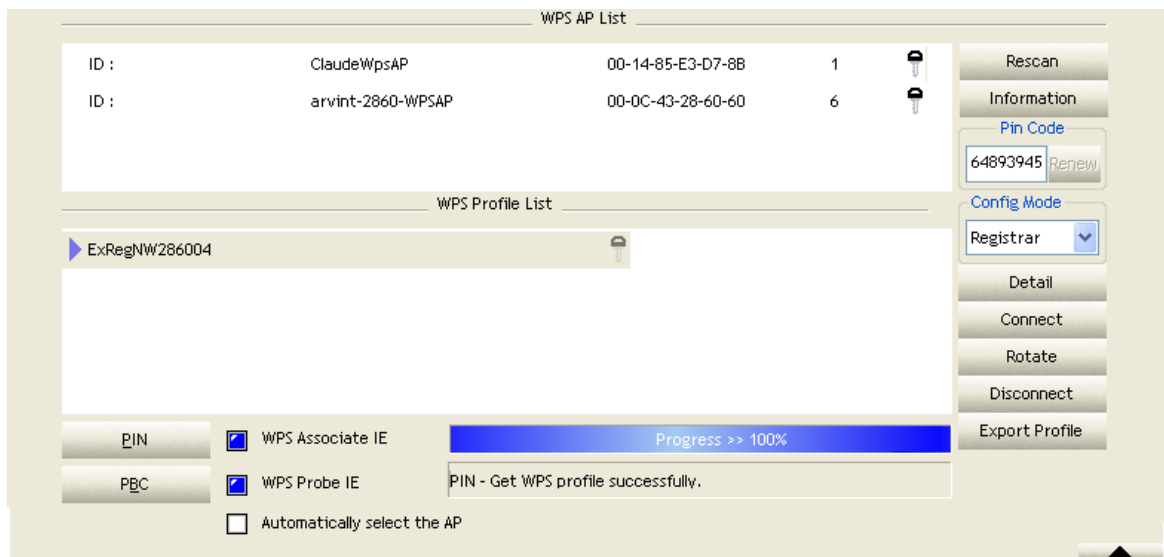 WPS AP List
ID : ClaudeWpsAP 00-14-85-E3-D7-8B 1
ID : arvint-2860-WPSAP 00-0C-43-28-60-60 6
Rescan
Information
Pin Code
64893945 Renew
WPS Profile List
Config Mode
ExRegNW286004
Registrar
Detail
Connect
Rotate
Disconnect
Export Profile
PIN
WPS Associate IE
Progress >> 100%
PBC
WPS Probe IE
PIN - Get WPS profile successfully.
Automatically select the AP